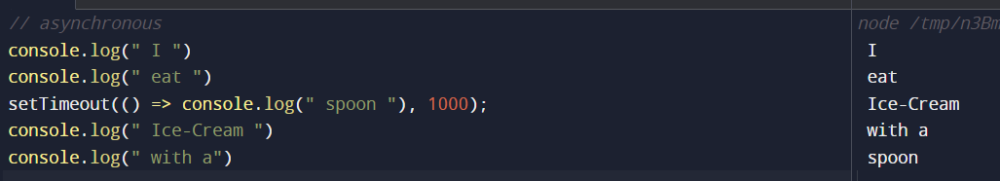 // asynchronous
console.log(" I ")
console.log(" eat ")
setTimeout(() => console.log(" spoon "), 1000);
console.log(" Ice-Cream ")
console.log(" with a")
node /tmp/n3Bm
I
eat
Ice-Cream
with a
spoon